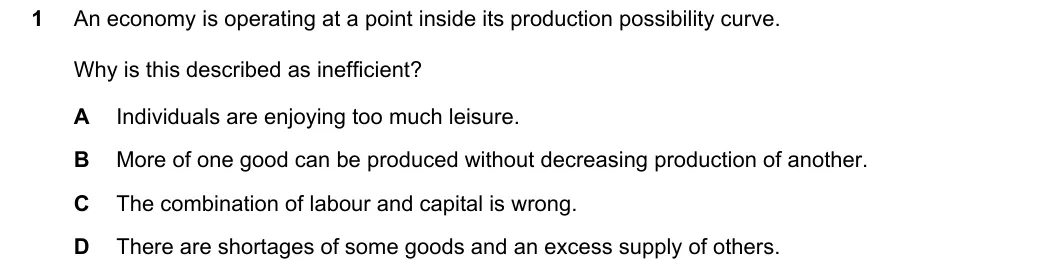 1 An economy is operating at a point inside its production possibility curve.
Why is this described as inefficient?
A Individuals are enjoying too much leisure.
B More of one good can be produced without decreasing production of another.
C The combination of labour and capital is wrong.
D There are shortages of some goods and an excess supply of others.